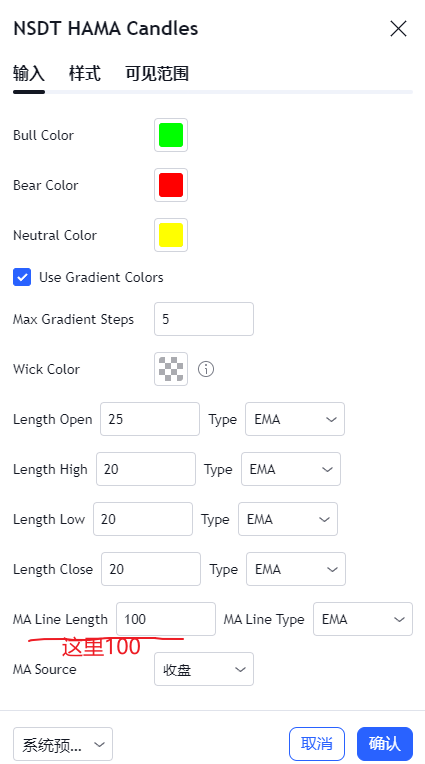 NSDT HAMA Candles
输入 样式 可见范围
Bull Color
Bear Color
Neutral Color
Use Gradient Colors
Max Gradient Steps 5
Wick Color
Length Open 25 Type EMA
Length High 20 Type EMA
Length Low 20 Type EMA
Length Close 20 Type EMA
MA Line Length 100 MA Line Type EMA
这里100
MA Source 收盘
系统预... 取消 确认